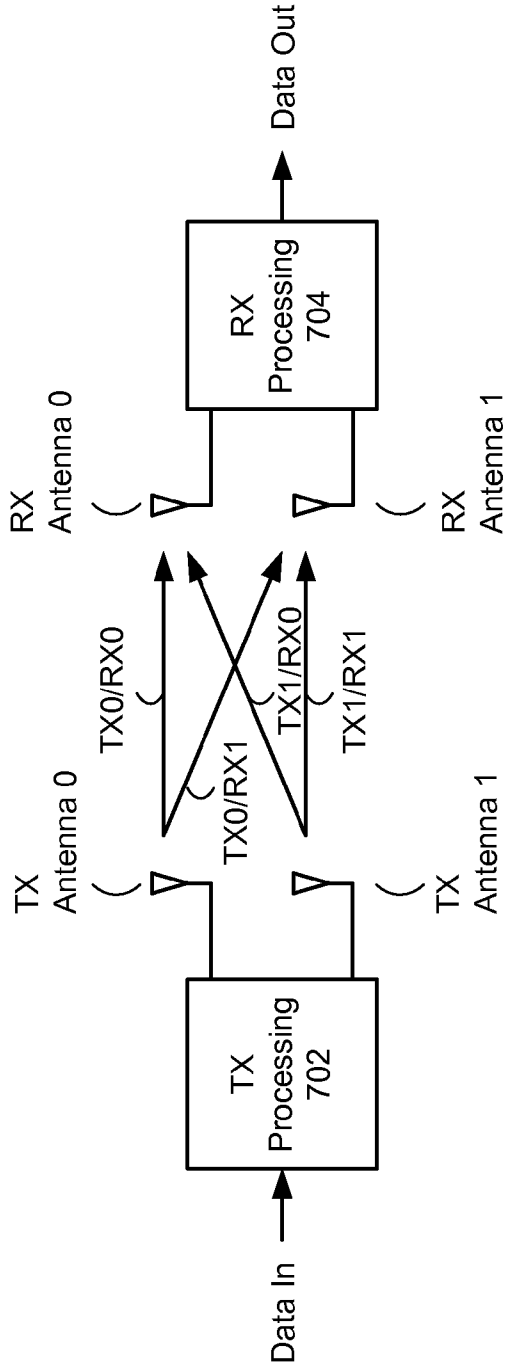 Data In
TX
Processing
702
TX
Antenna 0
TX
Antenna 1
TX0/RX0
TX0/RX1
TX1/RX0
TX1/RX1
RX
Antenna 0
RX
Antenna 1
RX
Processing
704
Data Out